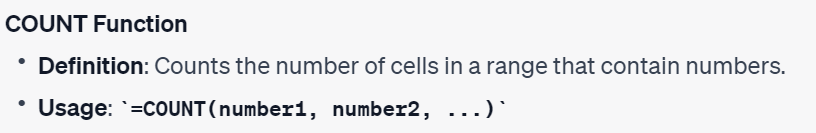 COUNT Function
• Definition: Counts the number of cells in a range that contain numbers.
• Usage: `=COUNT(number1, number2, ...)`